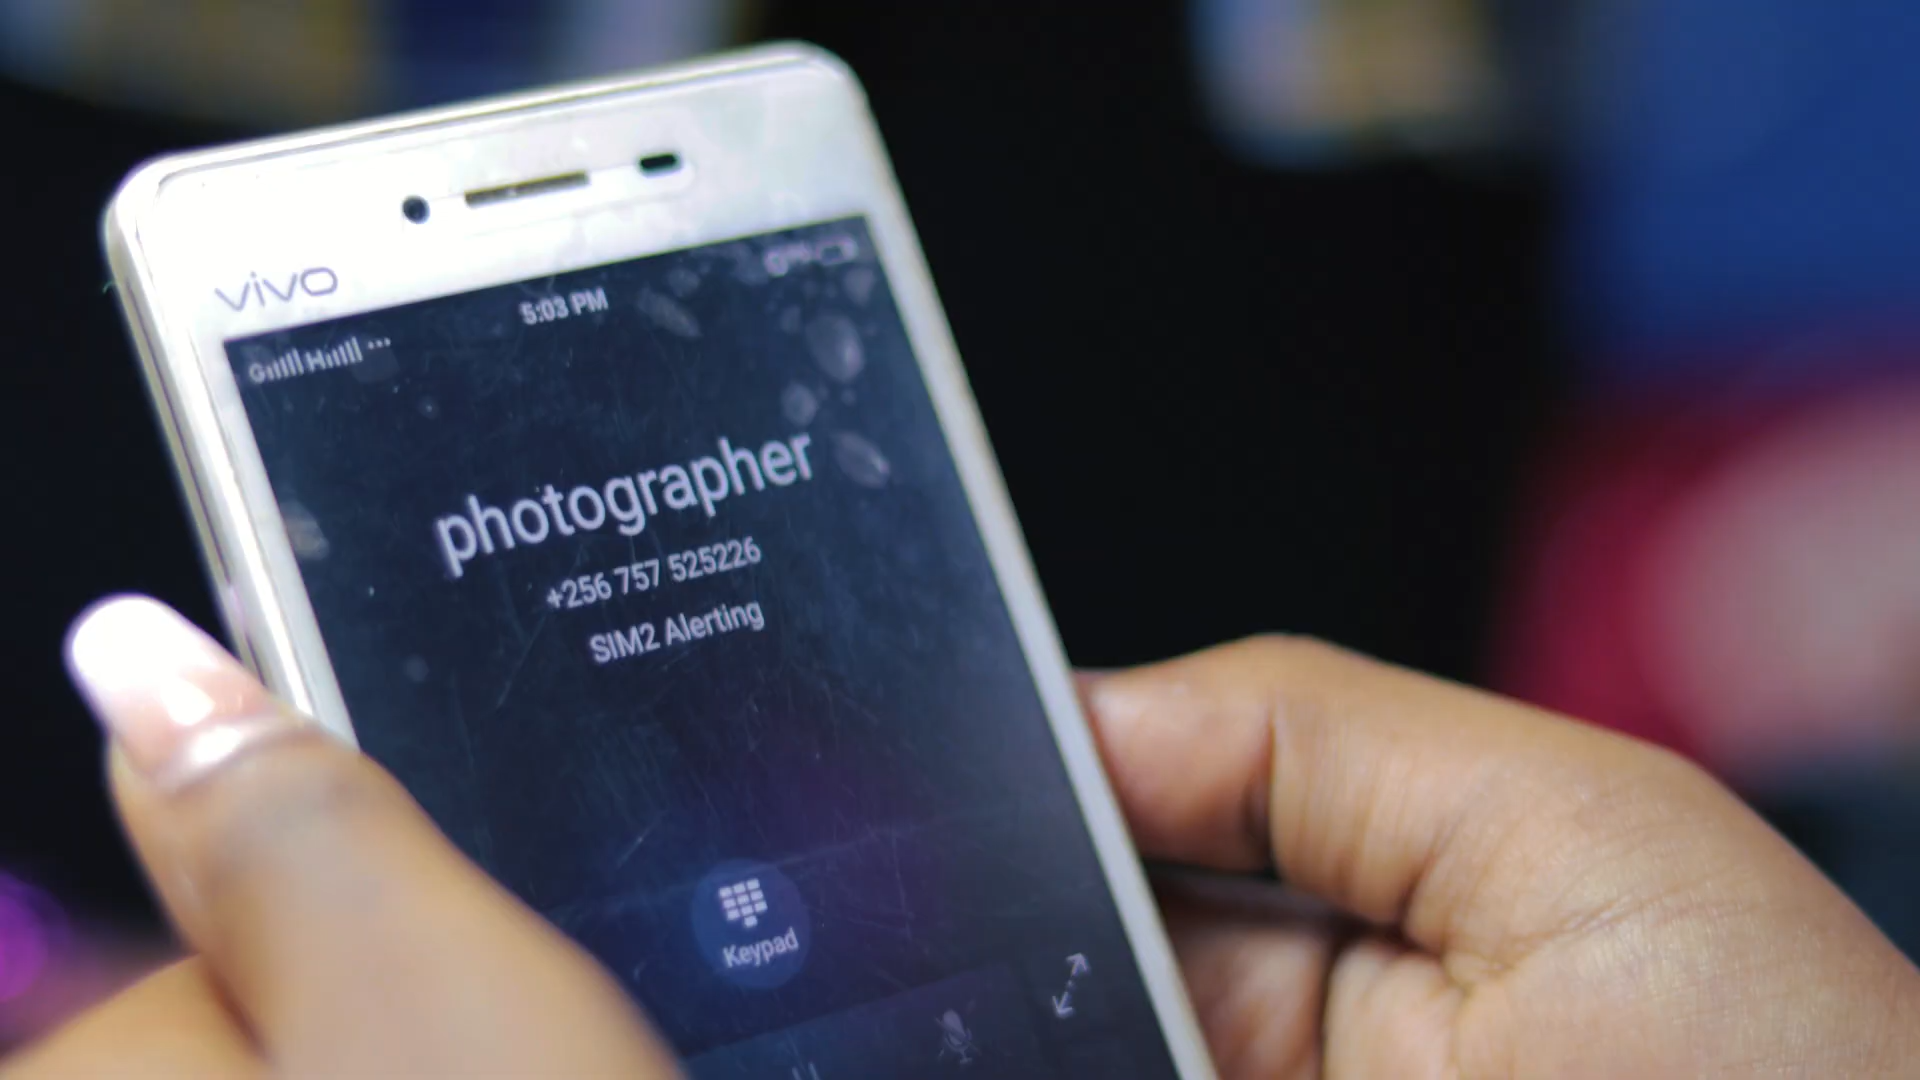 vivo
5:03 PM
photographer
+256 757 525226
SIM2 Alerting
Keypad